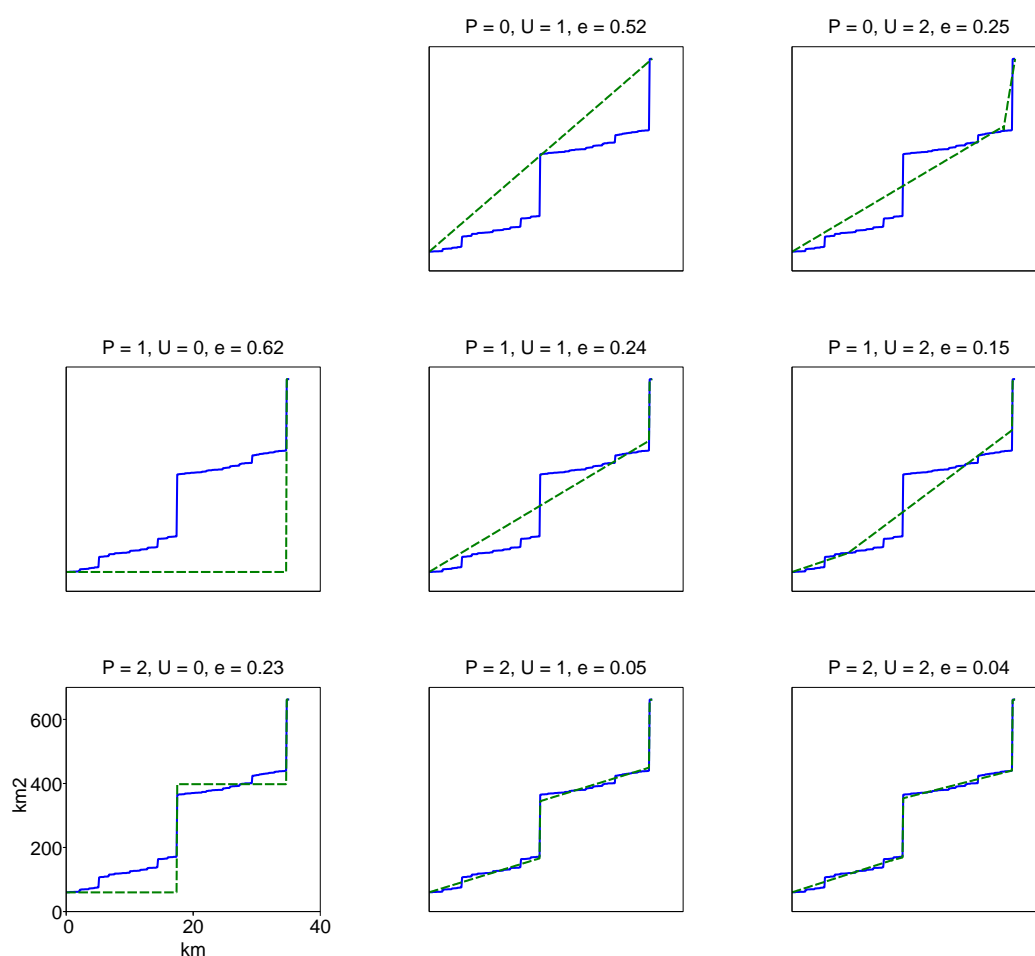 P = 0, U = 1, e = 0.52
P = 0, U = 2, e = 0.25
P = 1, U = 0, e = 0.62
P = 1, U = 1, e = 0.24
P = 1, U = 2, e = 0.15
P = 2, U = 0, e = 0.23
P = 2, U = 1, e = 0.05
P = 2, U = 2, e = 0.04
600
400
200
0
km2
0
20
40
km